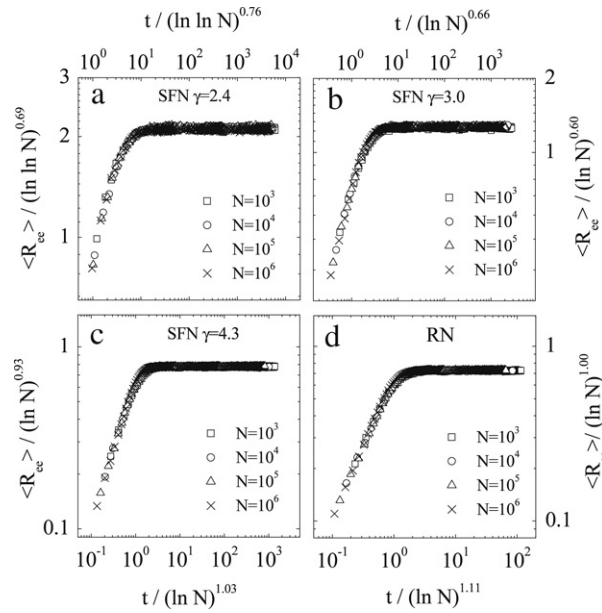 t / (ln ln N)^0.76
10^0 10^1 10^2 10^3 10^4
3
2
1
<R_ee> / (ln ln N)^0.69
a
SFN γ=2.4
N=10^3
N=10^4
N=10^5
N=10^6
t / (ln N)^0.66
10^0 10^1 10^2 10^3
2
1
<R_ee> / (ln N)^0.60
b
SFN γ=3.0
N=10^3
N=10^4
N=10^5
N=10^6
c
SFN γ=4.3
1
0.1
<R_ee> / (ln N)^0.93
N=10^3
N=10^4
N=10^5
N=10^6
10^-1 10^0 10^1 10^2 10^3
t / (ln N)^1.03
d
RN
1
0.1
/ (ln N)^1.00
N=10^3
N=10^4
N=10^5
N=10^6
10^-1 10^0 10^1 10^2
t / (ln N)^1.11